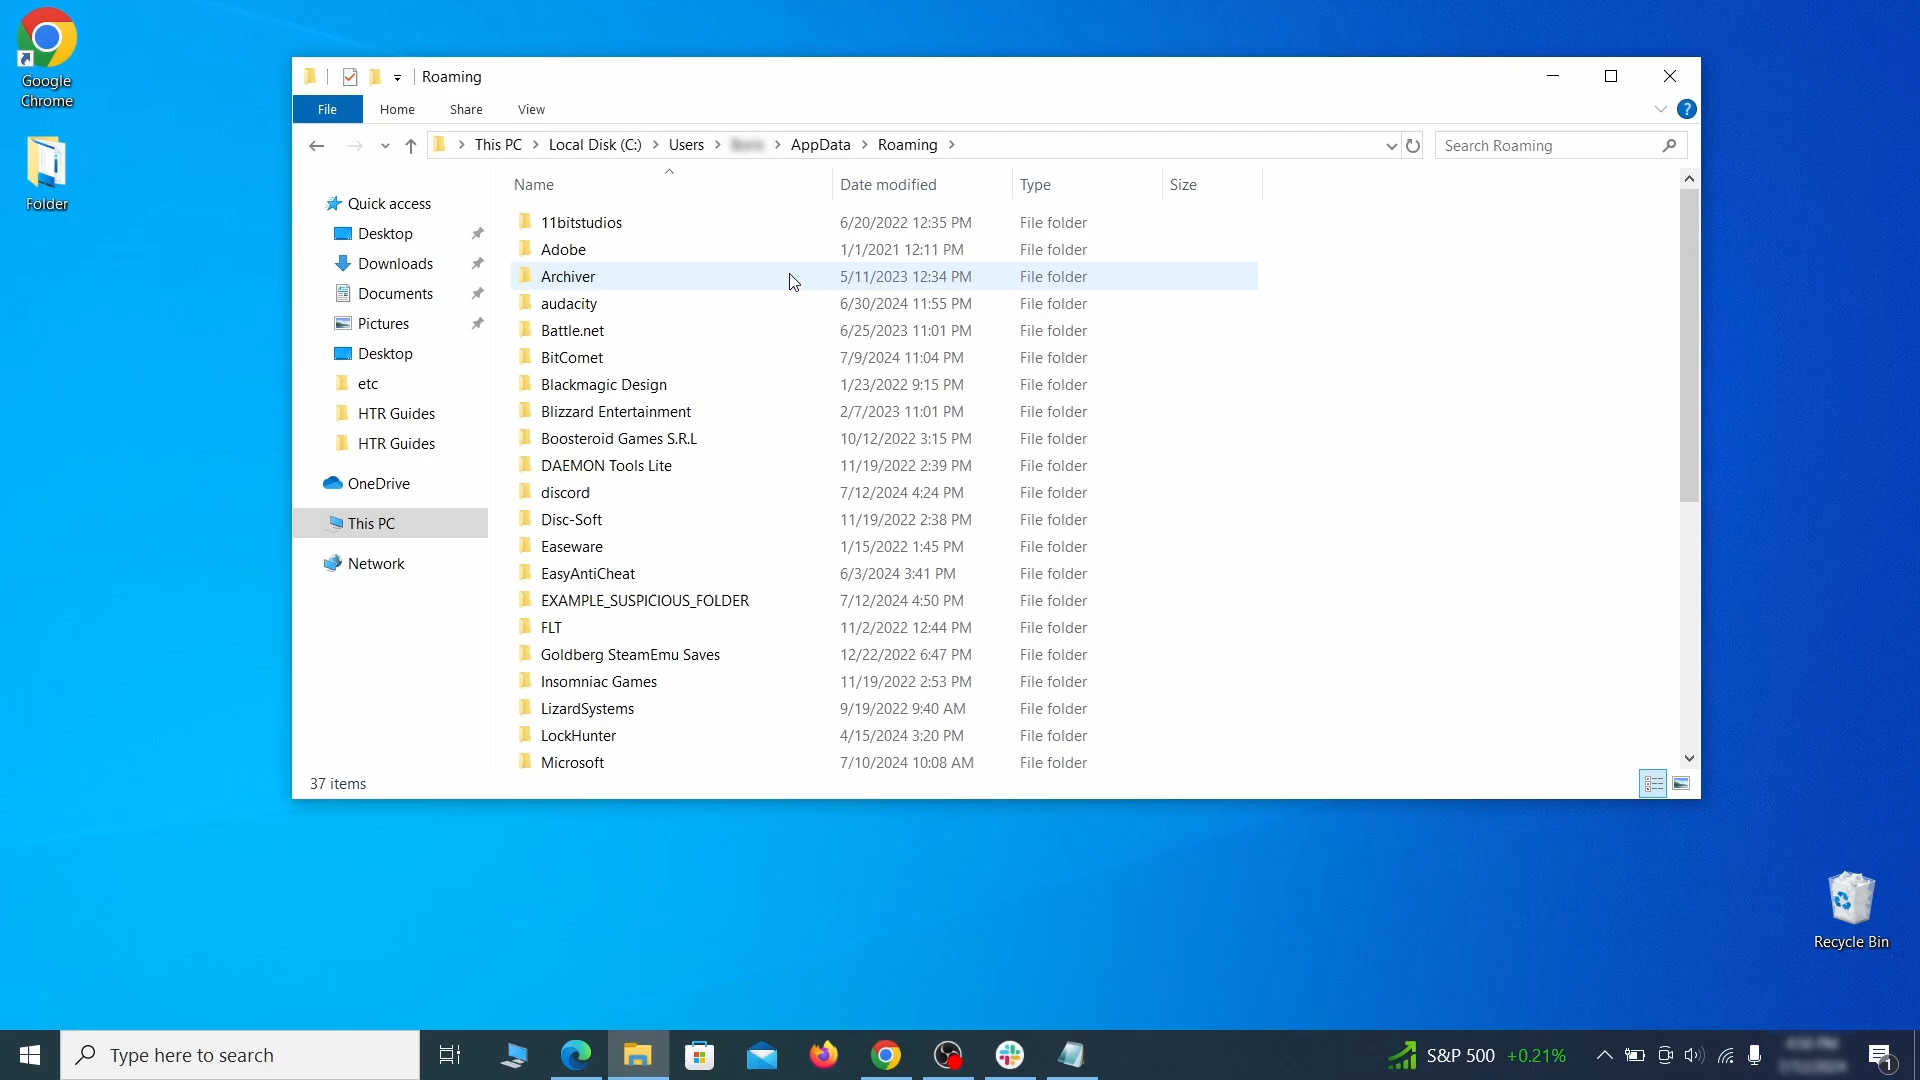 Google
Chrome
Folder
Roaming
File
Home
Share
View
This PC
Local Disk (C:)
Users
AppData
Roaming
Search Roaming
Name
Date modified
Type
Size
Quick access
Desktop
Downloads
Documents
Pictures
Desktop
etc
HTR Guides
HTR Guides
OneDrive
This PC
Network
11bitstudios 6/20/2022 12:35 PM File folder
Adobe 1/1/2021 12:11 PM File folder
Archiver 5/11/2023 12:34 PM File folder
audacity 6/30/2024 11:55 PM File folder
Battle.net 6/25/2023 11:01 PM File folder
BitComet 7/9/2024 11:04 PM File folder
Blackmagic Design 1/23/2022 9:15 PM File folder
Blizzard Entertainment 2/7/2023 11:01 PM File folder
Boosteroid Games S.R.L 10/12/2022 3:15 PM File folder
DAEMON Tools Lite 11/19/2022 2:39 PM File folder
discord 7/12/2024 4:24 PM File folder
Disc-Soft 11/19/2022 2:38 PM File folder
Easeware 1/15/2022 1:45 PM File folder
EasyAntiCheat 6/3/2024 3:41 PM File folder
EXAMPLE_SUSPICIOUS_FOLDER 7/12/2024 4:50 PM File folder
FLT 11/2/2022 12:44 PM File folder
Goldberg SteamEmu Saves 12/22/2022 6:47 PM File folder
Insomniac Games 11/19/2022 2:53 PM File folder
LizardSystems 9/19/2022 9:40 AM File folder
LockHunter 4/15/2024 3:20 PM File folder
Microsoft 7/10/2024 10:08 AM File folder
37 items
Recycle Bin
Type here to search
S&P 500 +0.21%
1